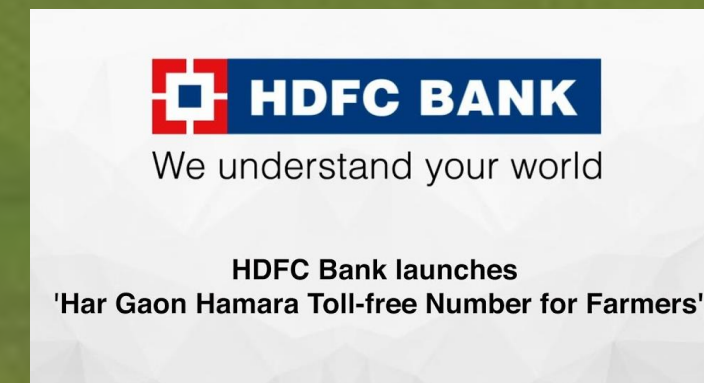 HDFC BANK
We understand your world
HDFC Bank launches
'Har Gaon Hamara Toll-free Number for Farmers'